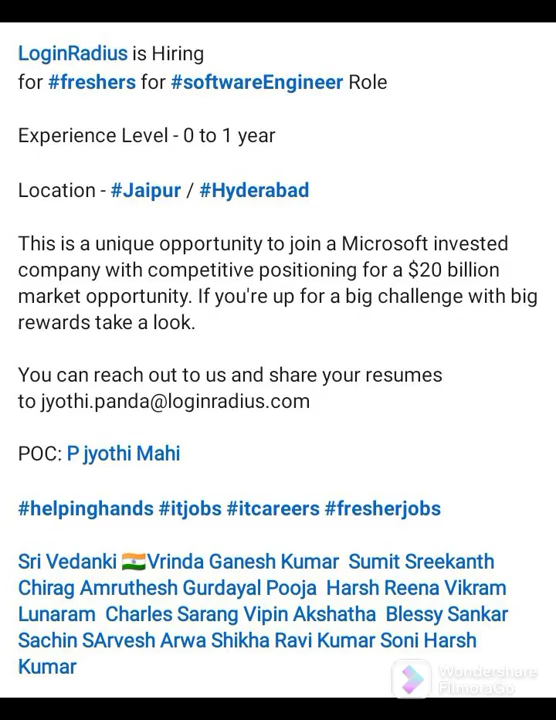 LoginRadius is Hiring
for #freshers for #softwareEngineer Role
Experience Level - 0 to 1 year
Location - #Jaipur / #Hyderabad
This is a unique opportunity to join a Microsoft invested
company with competitive positioning for a $20 billion
market opportunity. If you're up for a big challenge with big
rewards take a look.
You can reach out to us and share your resumes
to jyothi.panda@loginradius.com
POC: P jyothi Mahi
#helpinghands #itjobs #itcareers #fresherjobs
Sri Vedanki 🇮🇳Vrinda Ganesh Kumar  Sumit Sreekanth
Chirag Amruthesh Gurdayal Pooja  Harsh Reena Vikram
Lunaram  Charles Sarang Vipin Akshatha  Blessy Sankar
Sachin SArvesh Arwa Shikha Ravi Kumar Soni Harsh
Kumar
Wondershare
FilmoraGo